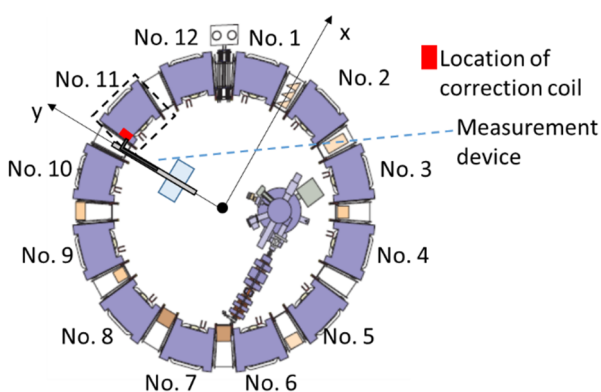 No. 12
No. 1
x
No. 11
No. 2
Location of
correction coil
y
Measurement
device
No. 10
No. 3
No. 9
No. 4
No. 8
No. 5
No. 7
No. 6